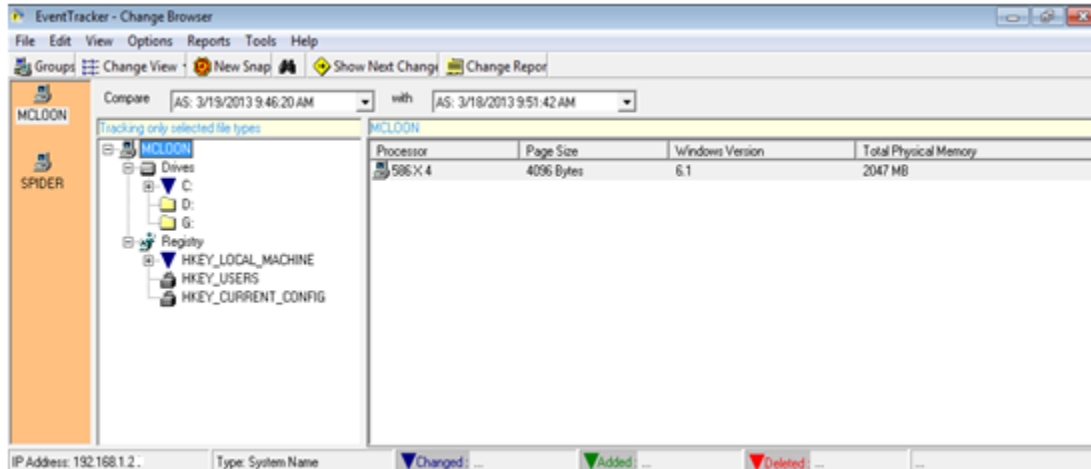 EventTracker - Change Browser
File Edit View Options Reports Tools Help
Groups Change View New Snap Show Next Chang Change Repor
MCLOON
SPIDER
Compare AS: 3/19/2013 9:46:20 AM with AS: 3/18/2013 9:51:42 AM
Tracking only selected file types
MCLOON
Drives
C:
D:
G:
Registry
HKEY_LOCAL_MACHINE
HKEY_USERS
HKEY_CURRENT_CONFIG
MCLOON
Processor Page Size Windows Version Total Physical Memory
586 X 4 4096 Bytes 6.1 2047 MB
IP Address: 192.168.1.2. Type: System Name Changed: ... Added: ... Deleted: ... ...